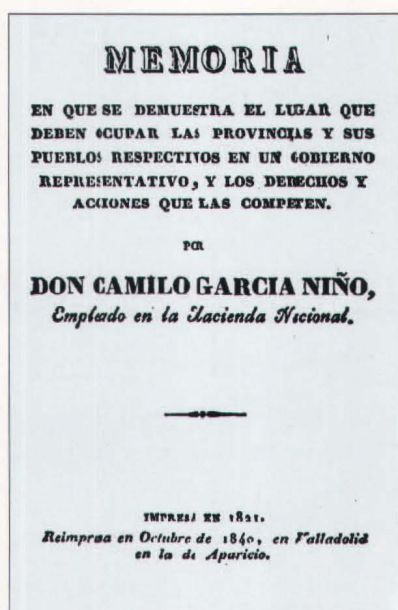 MEMORIA
EN QUE SE DEMUESTRA EL LUGAR QUE
DEBEN OCUPAR LAS PROVINCIAS Y SUS
PUEBLOS RESPECTIVOS EN UN GOBIERNO
REPRESENTATIVO, Y LOS DERECHOS Y
ACCIONES QUE LAS COMPETEN.
POR
DON CAMILO GARCIA NIÑO,
Empleado en la Hacienda Nacional.
IMPRESA EN 1821.
Reimpresa en Octubre de 1840, en Valladolid
en la de Aparicio.